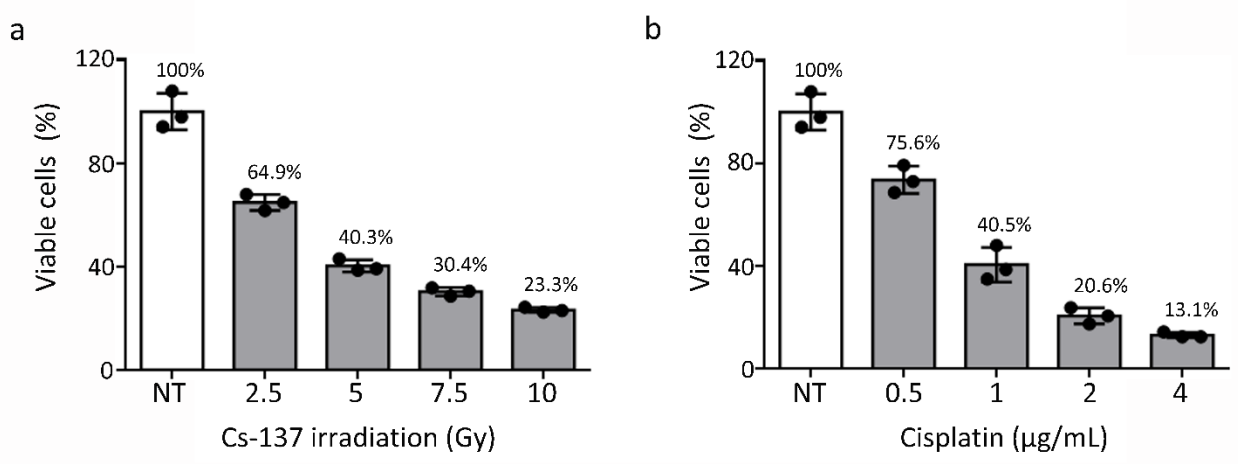 a
120
80
40
0
Viable cells (%)
100%
64.9%
40.3%
30.4%
23.3%
NT 2.5 5 7.5 10
Cs-137 irradiation (Gy)
b
120
80
40
0
Viable cells (%)
100%
75.6%
40.5%
20.6%
13.1%
NT 0.5 1 2 4
Cisplatin (µg/mL)